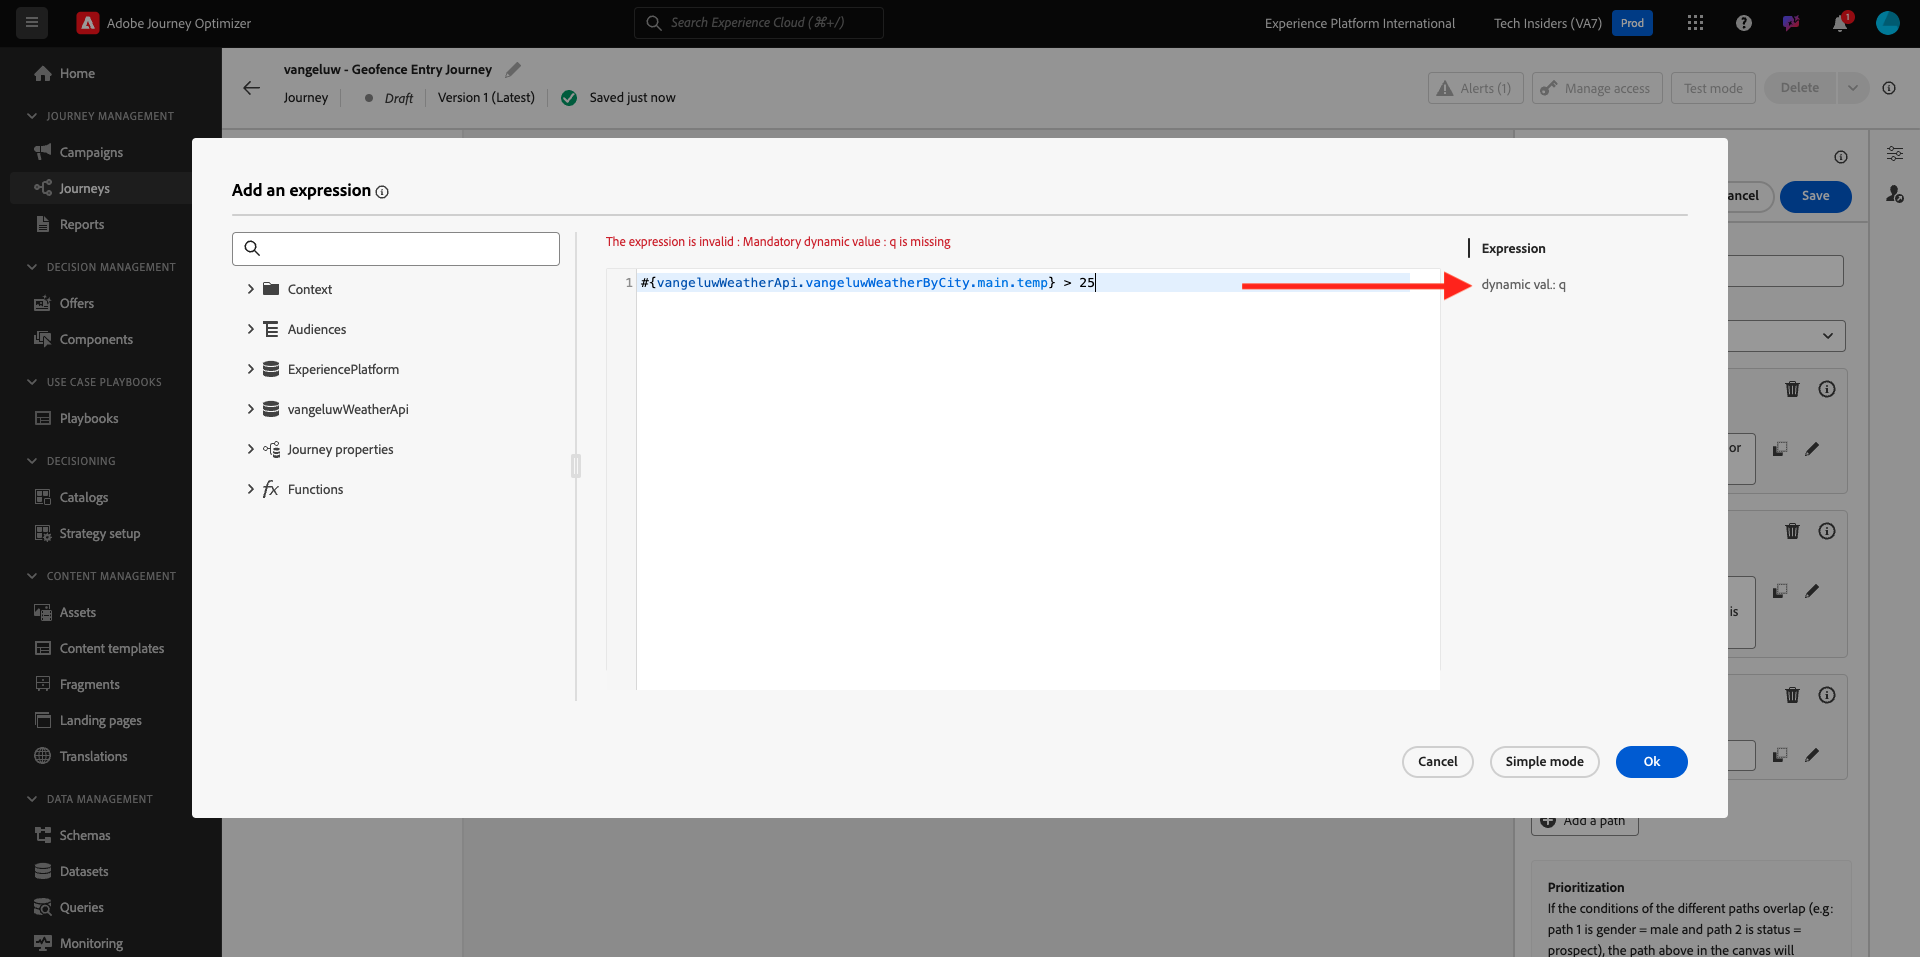 Adobe Journey Optimizer
Search Experience Cloud (⌘+/)
Experience Platform International
Tech Insiders (VA7)
Prod
1
Home
JOURNEY MANAGEMENT
Campaigns
Journeys
Reports
DECISION MANAGEMENT
Offers
Components
USE CASE PLAYBOOKS
Playbooks
DECISIONING
Catalogs
Strategy setup
CONTENT MANAGEMENT
Assets
Content templates
Fragments
Landing pages
Translations
DATA MANAGEMENT
Schemas
Datasets
Queries
Monitoring
vangeluw - Geofence Entry Journey
Journey
Draft
Version 1 (Latest)
Saved just now
Alerts (1)
Manage access
Test mode
Delete
Add an expression
Context
Audiences
ExperiencePlatform
vangeluwWeatherApi
Journey properties
fx Functions
The expression is invalid : Mandatory dynamic value : q is missing
1 #{vangeluwWeatherApi.vangeluwWeatherByCity.main.temp} > 25
Expression
dynamic val.: q
Cancel
Simple mode
Ok
ancel
Save
or
is
Add a path
Prioritization
If the conditions of the different paths overlap (e.g:
path 1 is gender = male and path 2 is status =
prospect), the path above in the canvas will